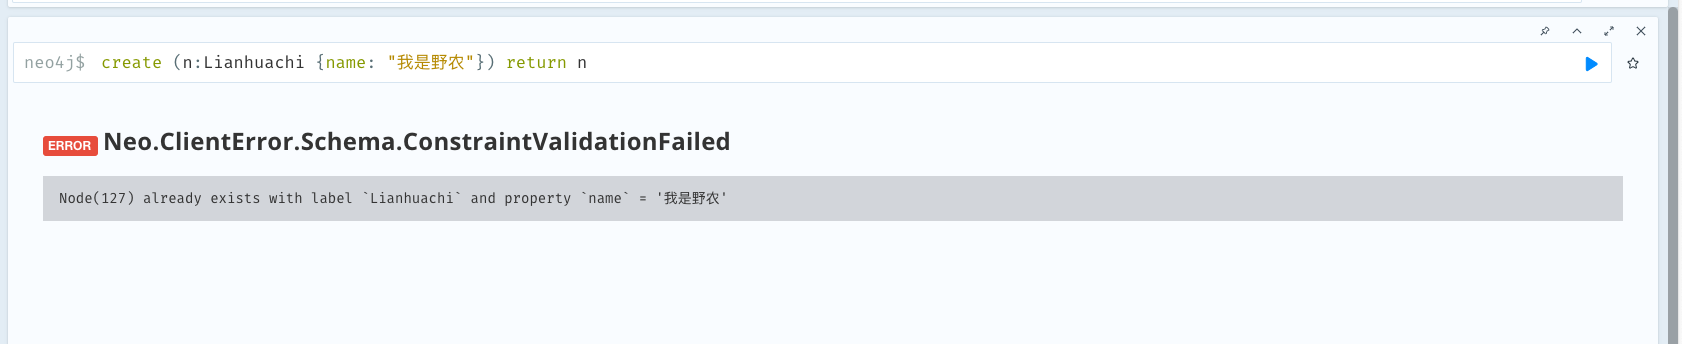 neo4j$ create (n:Lianhuachi {name: "我是野农"}) return n
ERROR Neo.ClientError.Schema.ConstraintValidationFailed
Node(127) already exists with label `Lianhuachi` and property `name` = '我是野农'